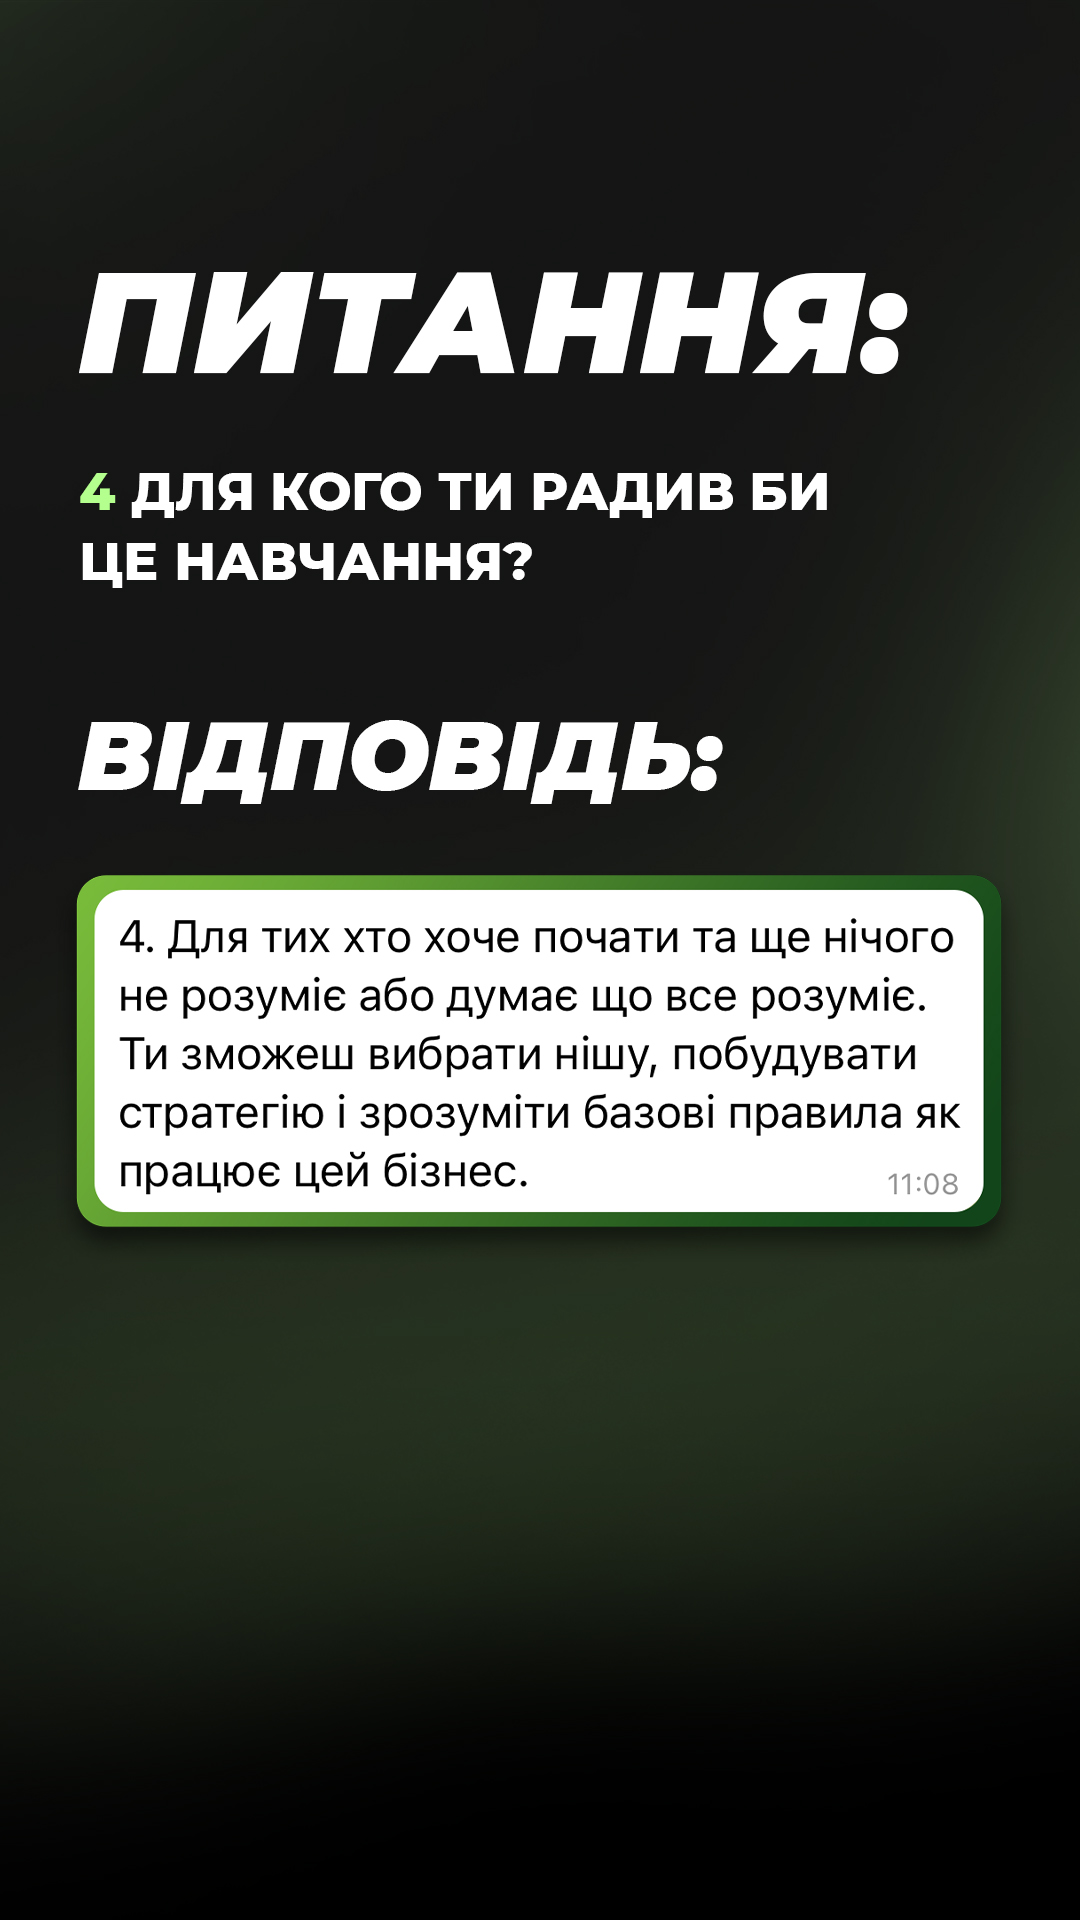 ПИТАННЯ:
4 ДЛЯ КОГО ТИ РАДИВ БИ
ЦЕ НАВЧАННЯ?
ВІДПОВІДЬ:
4. Для тих хто хоче почати та ще нічого
не розуміє або думає що все розуміє.
Ти зможеш вибрати нішу, побудувати
стратегію і зрозуміти базові правила як
працює цей бізнес.
11:08